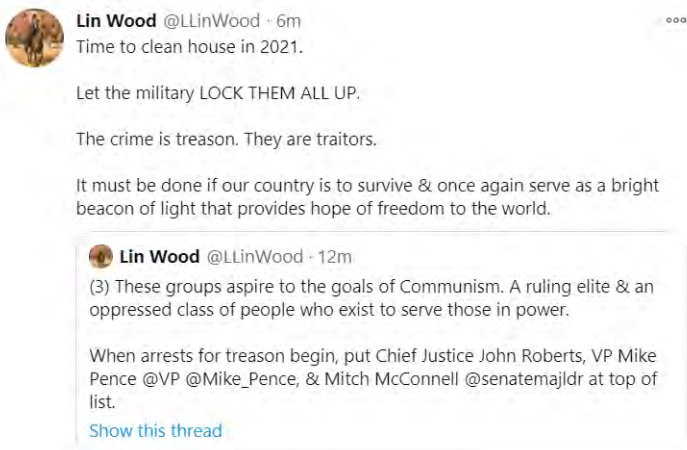 Lin Wood @LLinWood · 6m
Time to clean house in 2021.
Let the military LOCK THEM ALL UP.
The crime is treason. They are traitors.
It must be done if our country is to survive & once again serve as a bright
beacon of light that provides hope of freedom to the world.
Lin Wood @LLinWood · 12m
(3) These groups aspire to the goals of Communism. A ruling elite & an
oppressed class of people who exist to serve those in power.
When arrests for treason begin, put Chief Justice John Roberts, VP Mike
Pence @VP @Mike_Pence, & Mitch McConnell @senatemajldr at top of
list.
Show this thread